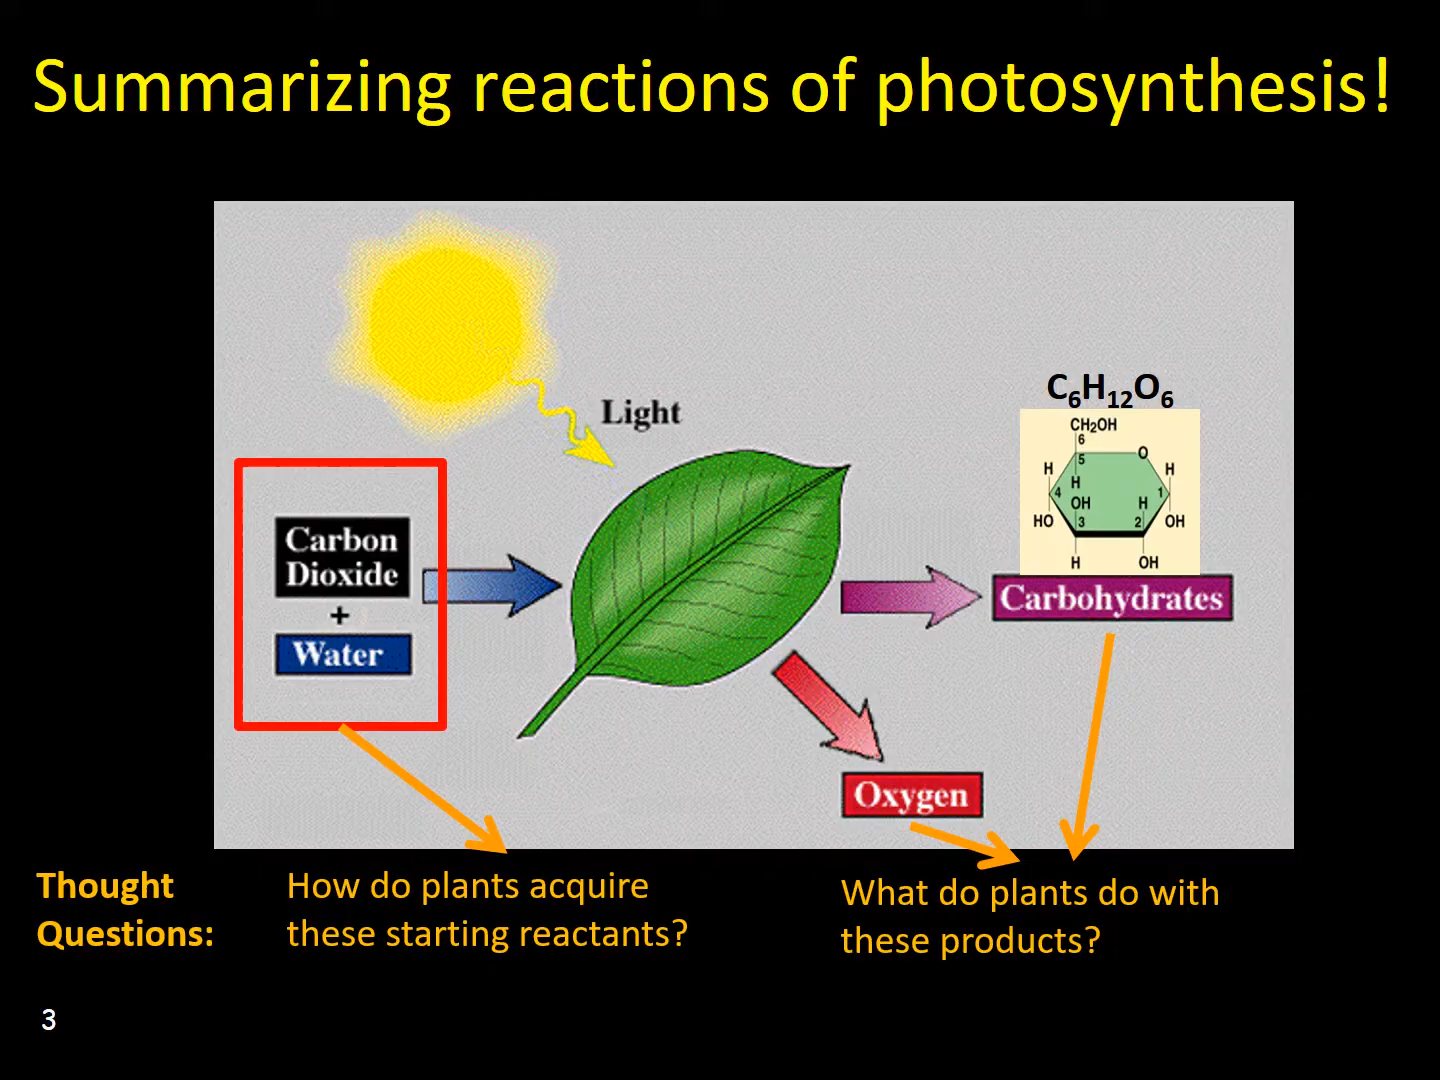 Summarizing reactions of photosynthesis!
Light
Carbon
Dioxide
+
Water
C6H12O6
CH2OH
6
5
O
H
H
4
H
1
OH
H
HO
3
2
OH
H
OH
Carbohydrates
Oxygen
Thought
Questions:
How do plants acquire
these starting reactants?
What do plants do with
these products?
3